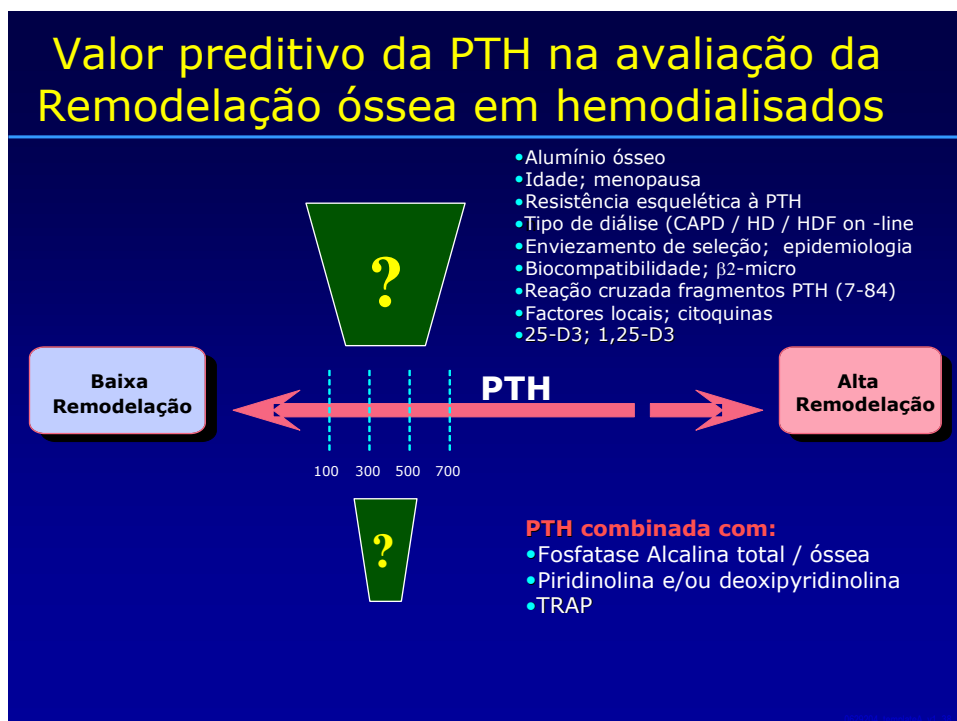 Valor preditivo da PTH na avaliação da
Remodelação óssea em hemodialisados
•Alumínio ósseo
•Idade; menopausa
•Resistência esquelética à PTH
•Tipo de diálise (CAPD / HD / HDF on -line
•Enviezamento de seleção; epidemiologia
•Biocompatibilidade; β2-micro
•Reação cruzada fragmentos PTH (7-84)
•Factores locais; citoquinas
•25-D3; 1,25-D3
?
Baixa
Remodelação
PTH
Alta
Remodelação
100 300 500 700
?
PTH combinada com:
•Fosfatase Alcalina total / óssea
•Piridinolina e/ou deoxipyridinolina
•TRAP